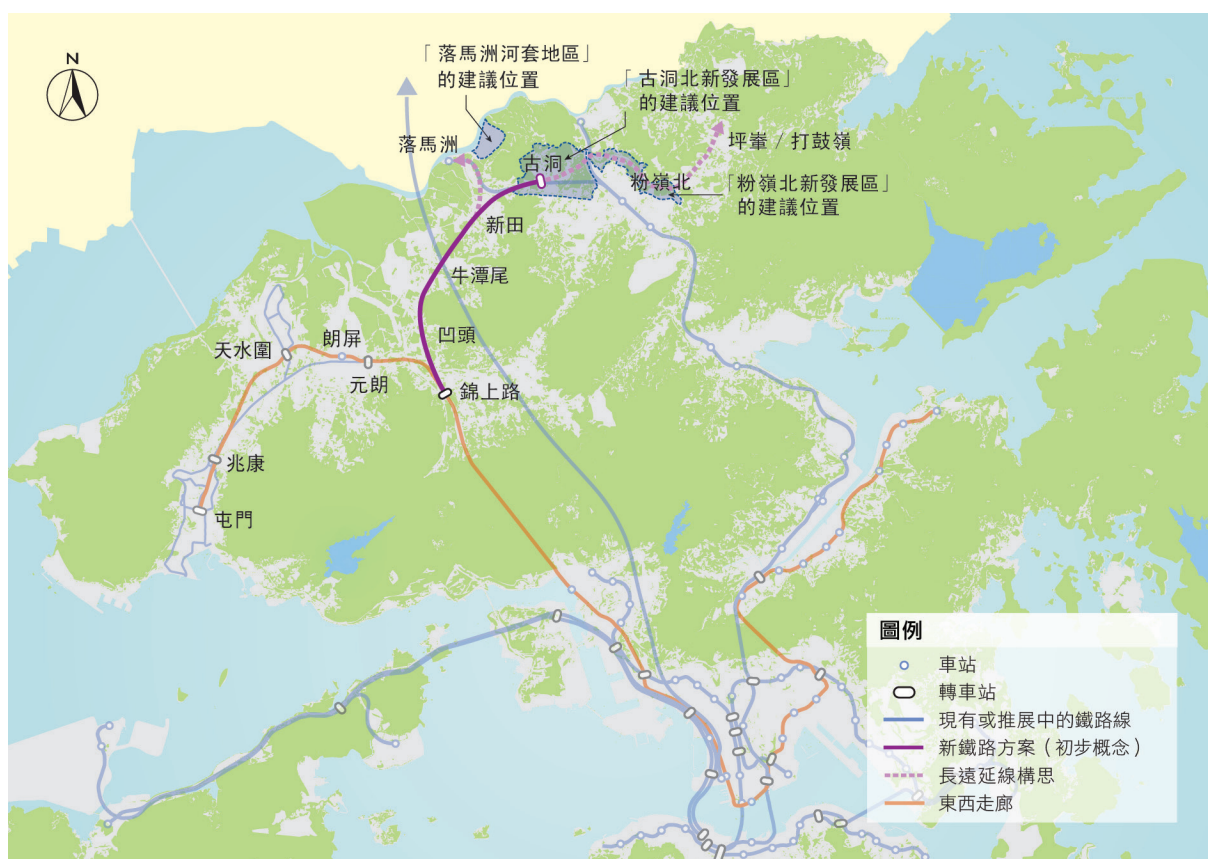 N
「落馬洲河套地區」
的建議位置
「古洞北新發展區」
的建議位置
落馬洲
古洞
坪輋 / 打鼓嶺
粉嶺北
「粉嶺北新發展區」
的建議位置
新田
牛潭尾
凹頭
天水圍
朗屏
元朗
錦上路
兆康
屯門
圖例
車站
轉車站
現有或推展中的鐵路線
新鐵路方案（初步概念）
長遠延線構思
東西走廊